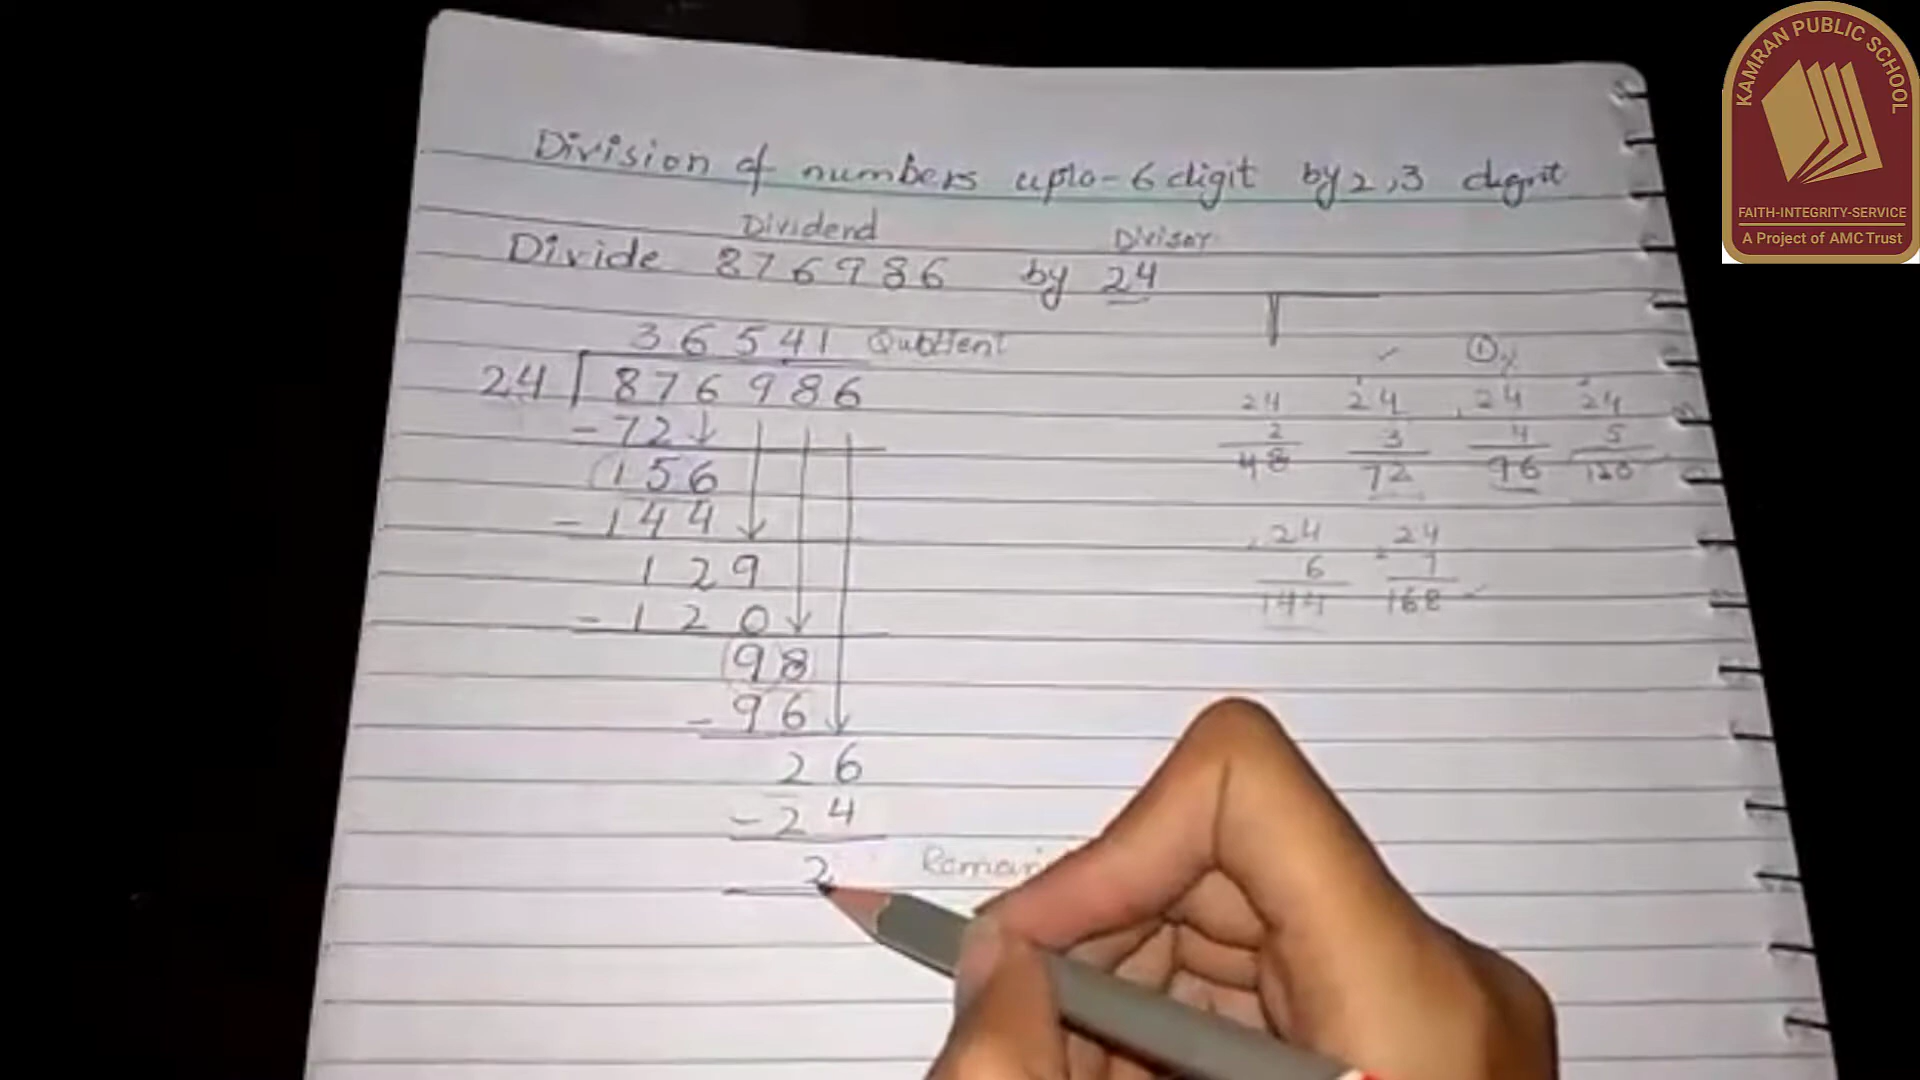 KAMRAN PUBLIC SCHOOL
FAITH-INTEGRITY-SERVICE
A Project of AMC Trust
Division of numbers upto-6 digit by 2,3 digit
Dividend Divisor
Divide 876986 by 24
36541 Quotient
24 876986
-72
156
-144
129
-120
98
-96
26
-24
2
24 24 24 24
2 3 4 5
48 72 96 120
24 24
6 7
144 168